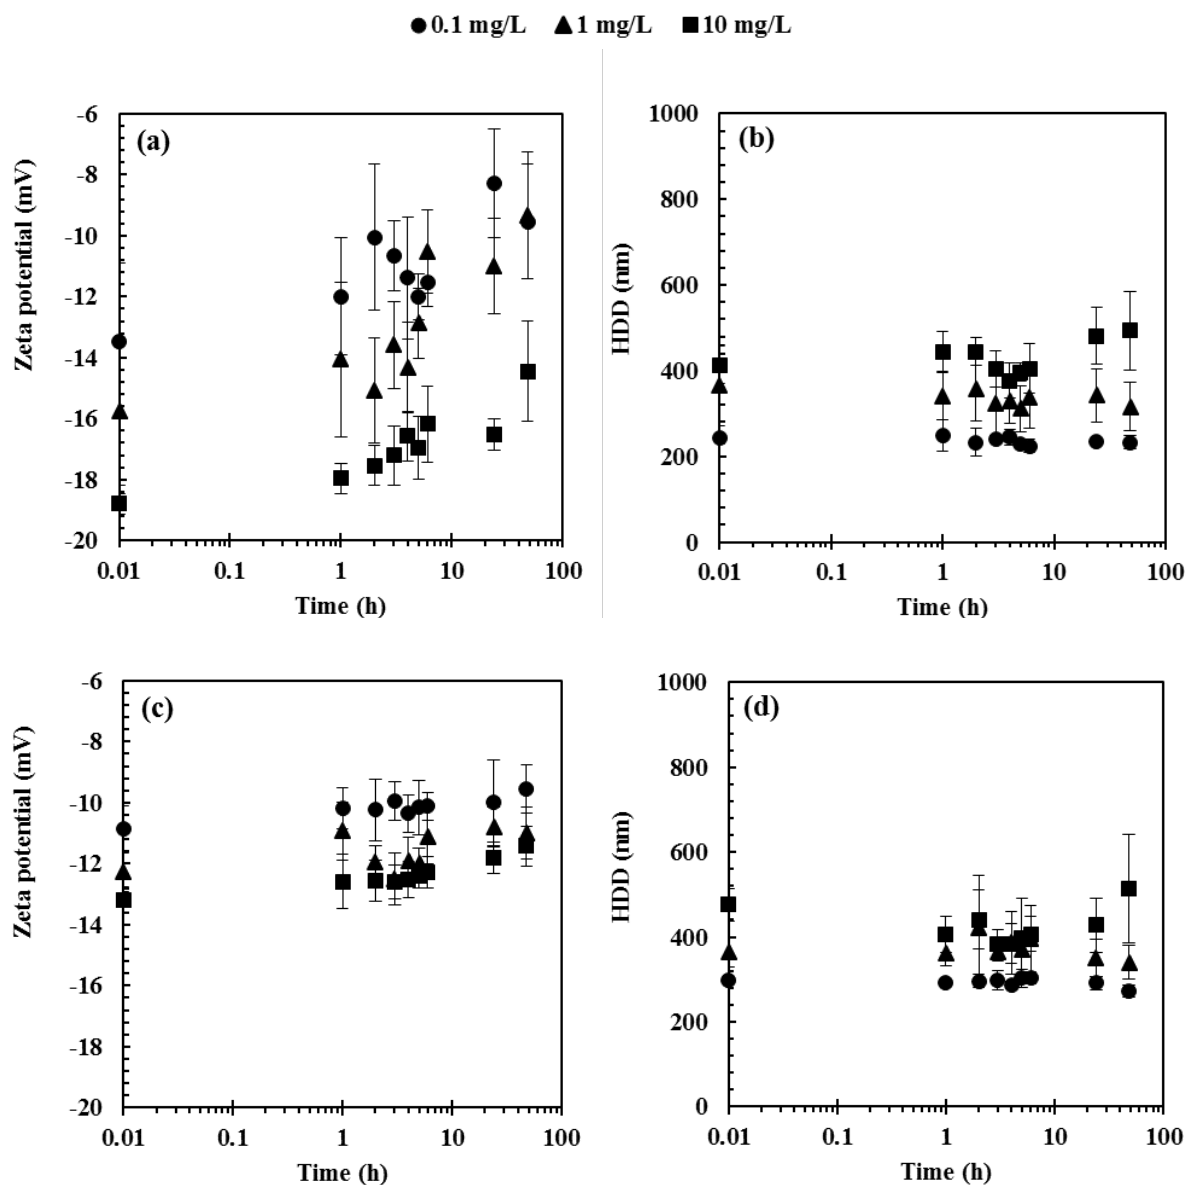 0.1 mg/L 1 mg/L 10 mg/L
(a)
Zeta potential (mV)
-6
-8
-10
-12
-14
-16
-18
-20
0.01 0.1 1 10 100
Time (h)
(b)
HDD (nm)
1000
800
600
400
200
0
0.01 0.1 1 10 100
Time (h)
(c)
Zeta potential (mV)
-6
-8
-10
-12
-14
-16
-18
-20
0.01 0.1 1 10 100
Time (h)
(d)
HDD (nm)
1000
800
600
400
200
0
0.01 0.1 1 10 100
Time (h)